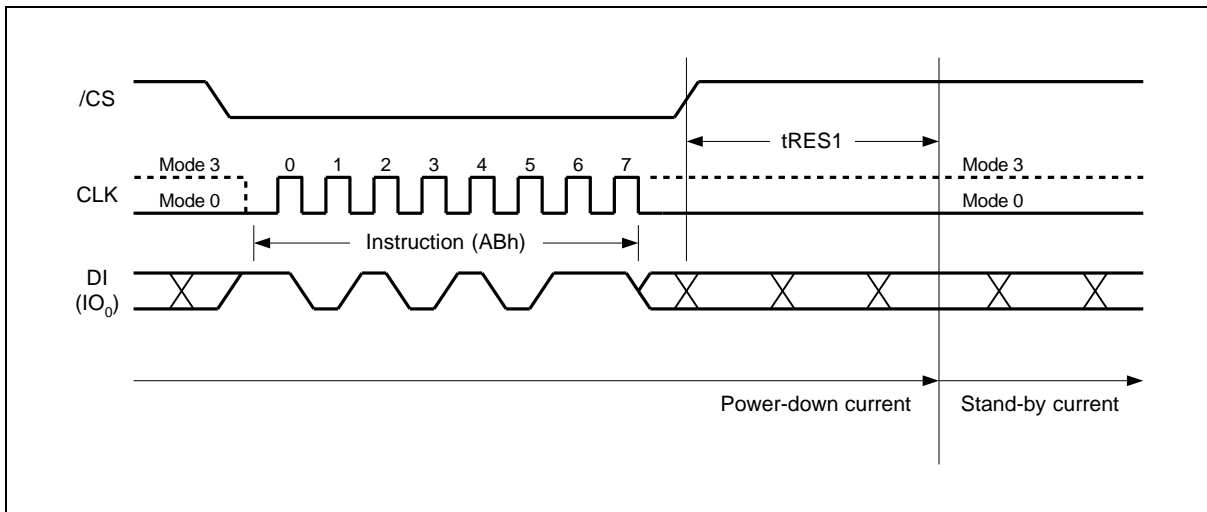 /CS
tRES1
Mode 3
0 1 2 3 4 5 6 7
Mode 3
CLK
Mode 0
Mode 0
Instruction (ABh)
DI
(IO₀)
Power-down current
Stand-by current